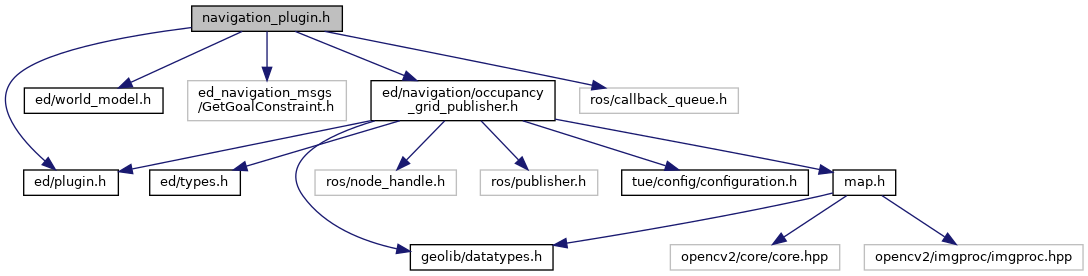 navigation_plugin.h
ed/world_model.h
ed_navigation_msgs
/GetGoalConstraint.h
ed/navigation/occupancy
_grid_publisher.h
ros/callback_queue.h
ed/plugin.h
ed/types.h
ros/node_handle.h
ros/publisher.h
tue/config/configuration.h
map.h
geolib/datatypes.h
opencv2/core/core.hpp
opencv2/imgproc/imgproc.hpp